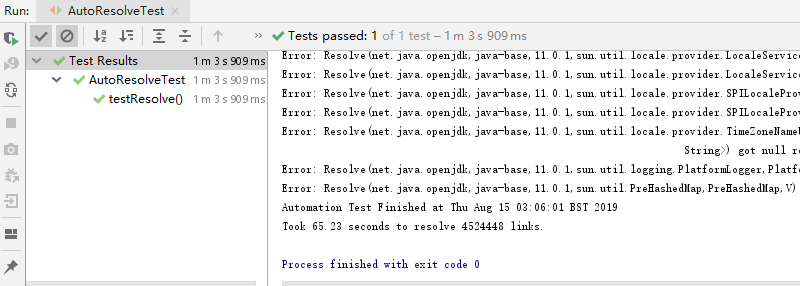 Run: AutoResolveTest
Tests passed: 1 of 1 test – 1 m 3 s 909 ms
Test Results 1 m 3 s 909 ms
AutoResolveTest 1 m 3 s 909 ms
testResolve() 1 m 3 s 909 ms
Error: Resolve(net.java.openjdk,java-base,11.0.1,sun.util.locale.provider.LocaleService
Error: Resolve(net.java.openjdk,java-base,11.0.1,sun.util.locale.provider.LocaleService
Error: Resolve(net.java.openjdk,java-base,11.0.1,sun.util.locale.provider.SPILocalePro
Error: Resolve(net.java.openjdk,java-base,11.0.1,sun.util.locale.provider.SPILocalePro
Error: Resolve(net.java.openjdk,java-base,11.0.1,sun.util.locale.provider.TimeZoneName
String>) got null re
Error: Resolve(net.java.openjdk,java-base,11.0.1,sun.util.logging.PlatformLogger,Platf
Error: Resolve(net.java.openjdk,java-base,11.0.1,sun.util.PreHashedMap,PreHashedMap,V)
Automation Test Finished at Thu Aug 15 03:06:01 BST 2019
Took 65.23 seconds to resolve 4524448 links.
Process finished with exit code 0